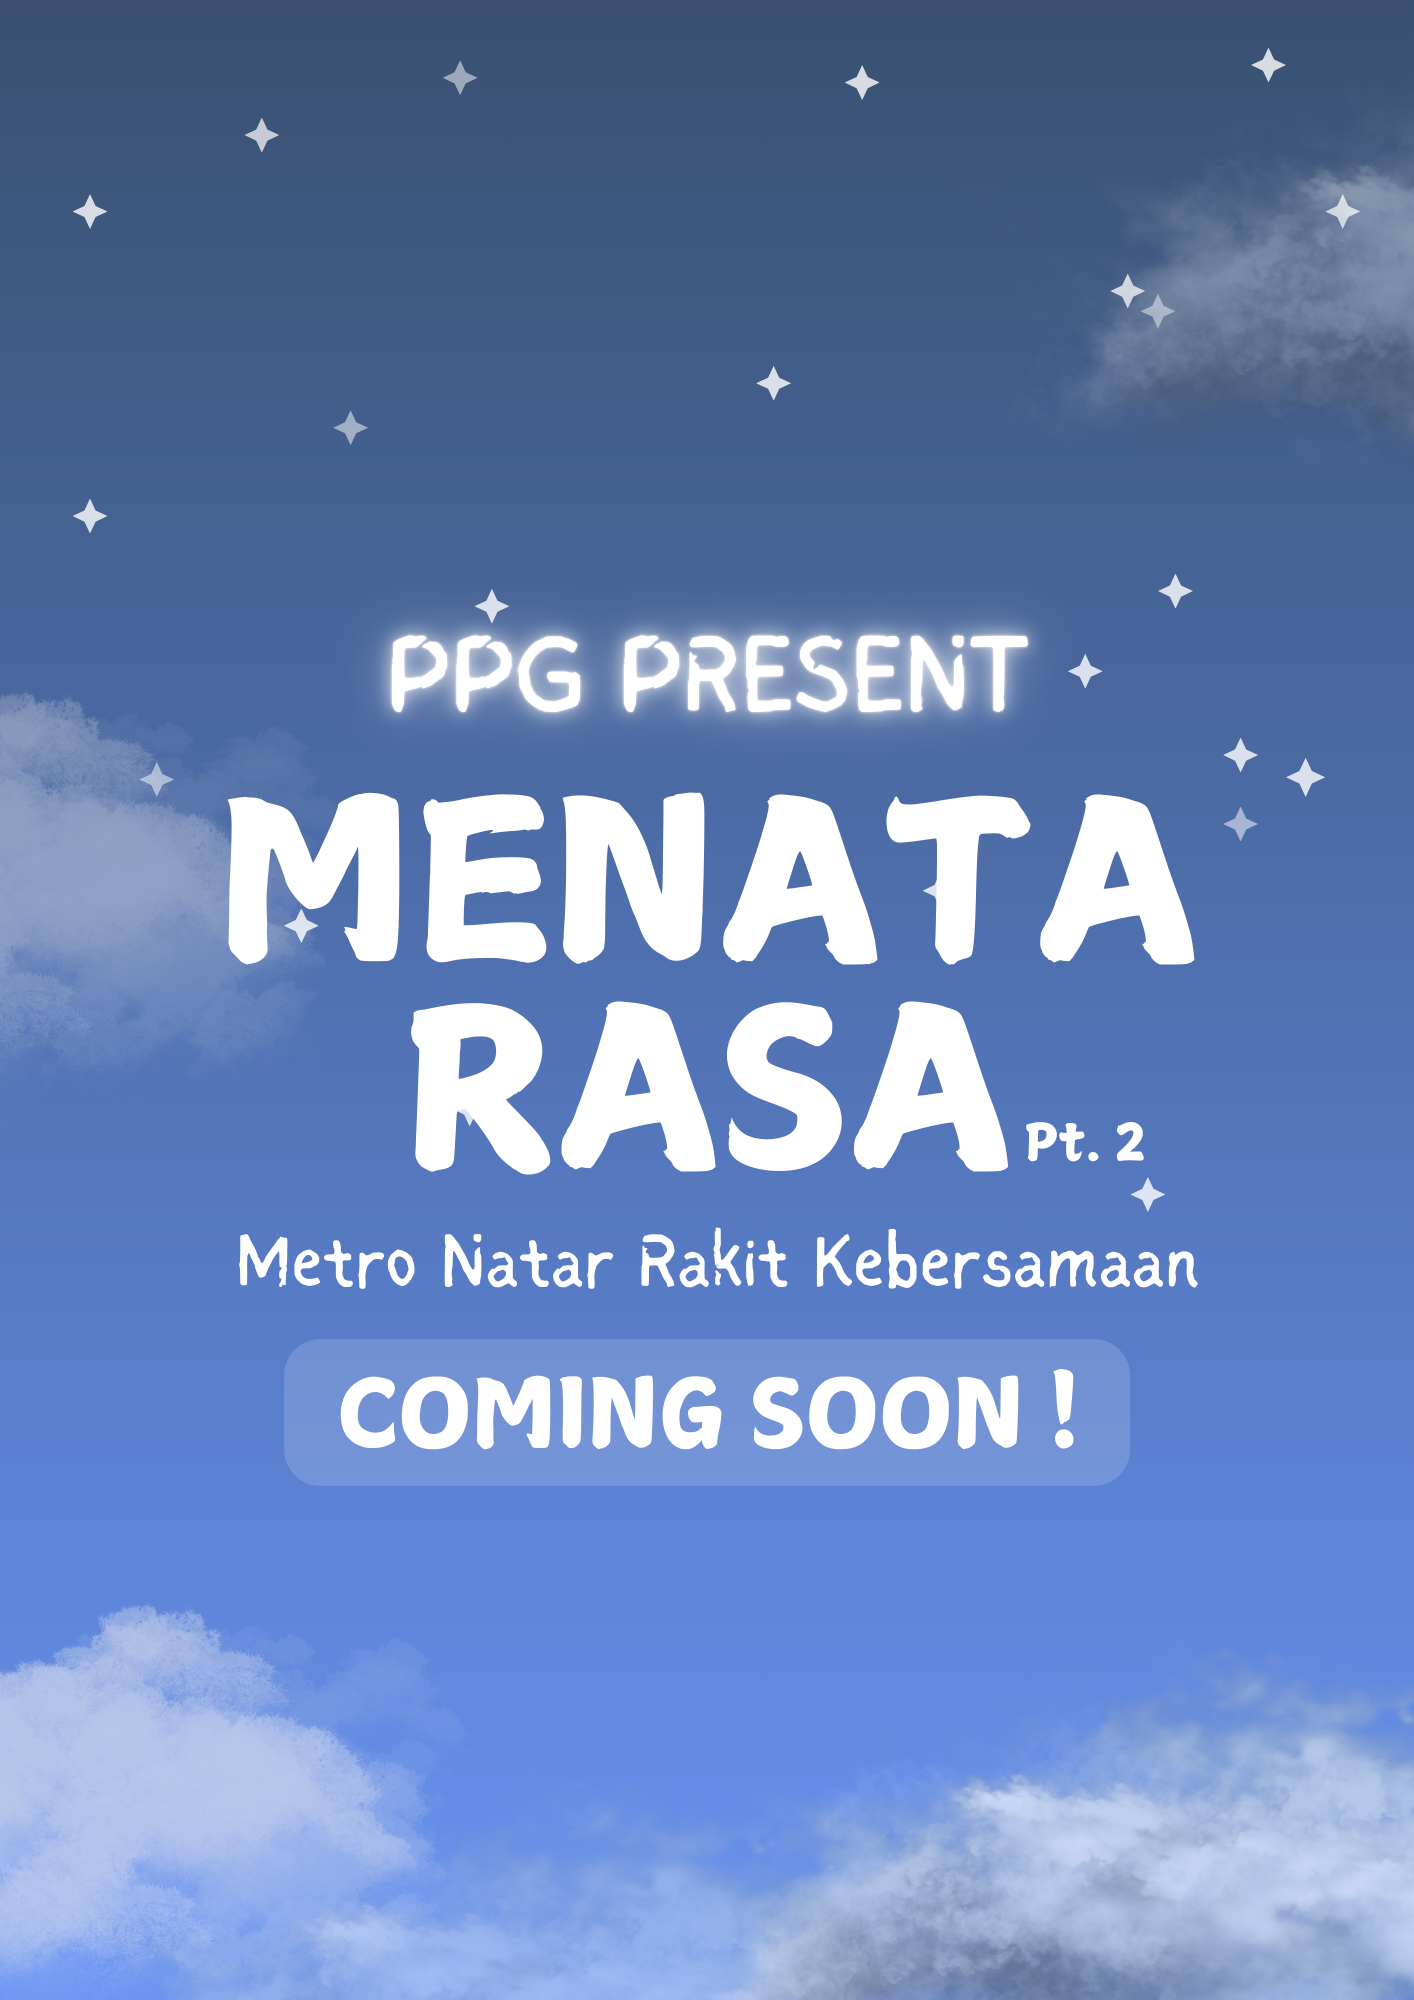 PPG PRESENT
MENATA
RASA Pt. 2
Metro Natar Rakit Kebersamaan
COMING SOON !